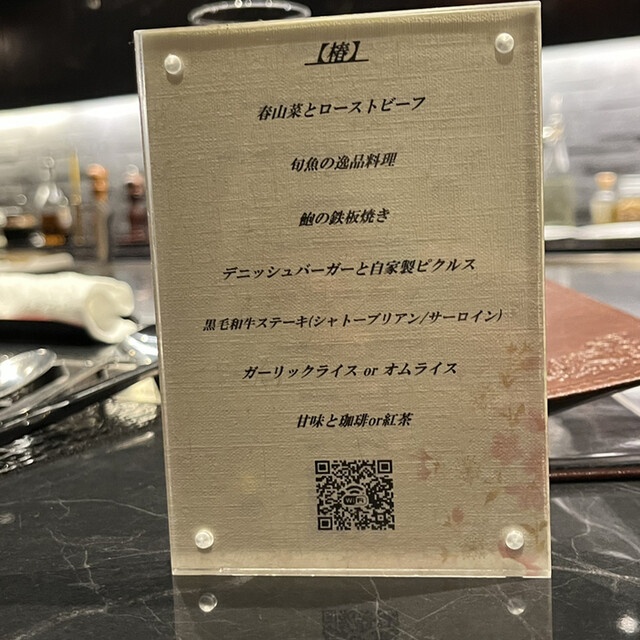 【椿】
春山菜とローストビーフ
旬魚の逸品料理
鮑の鉄板焼き
デニッシュバーガーと自家製ピクルス
黒毛和牛ステーキ(シャトーブリアン/サーロイン)
ガーリックライス or オムライス
甘味と珈琲or紅茶
WiFi